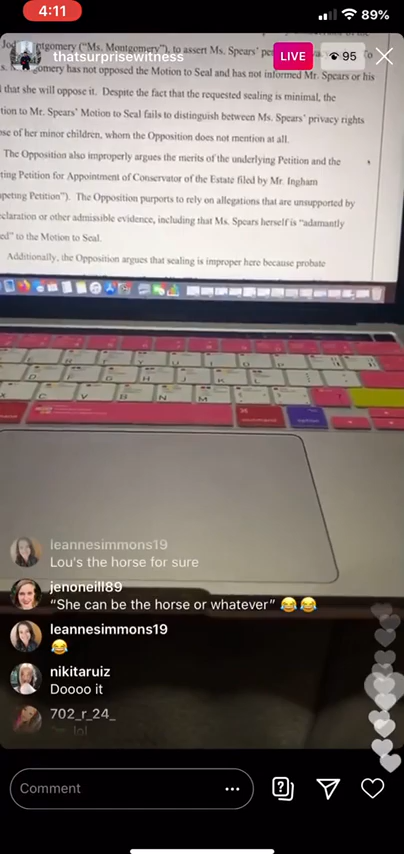 4:11
89%
thatsurprisewitness
LIVE
95
tgomery ("Ms. Montgomery"), to assert Ms. Spears'
gomery has not opposed the Motion to Seal and has not informed Mr. Spears or his
that she will oppose it. Despite the fact that the requested sealing is minimal, the
tion to Mr. Spears' Motion to Seal fails to distinguish between Ms. Spears' privacy rights
ose of her minor children, whom the Opposition does not mention at all.
The Opposition also improperly argues the merits of the underlying Petition and the
ting Petition for Appointment of Conservator of the Estate filed by Mr. Ingham
peting Petition"). The Opposition purports to rely on allegations that are unsupported by
claration or other admissible evidence, including that Ms. Spears herself is "adamantly
ed" to the Motion to Seal.
Additionally, the Opposition argues that sealing is improper here because probate
H J K L
C V B N M
leannesimmons19
Lou's the horse for sure
jenoneill89
"She can be the horse or whatever" 😂😂
leannesimmons19
😂
nikitaruiz
Doooo it
702_r_24_
lol
Comment